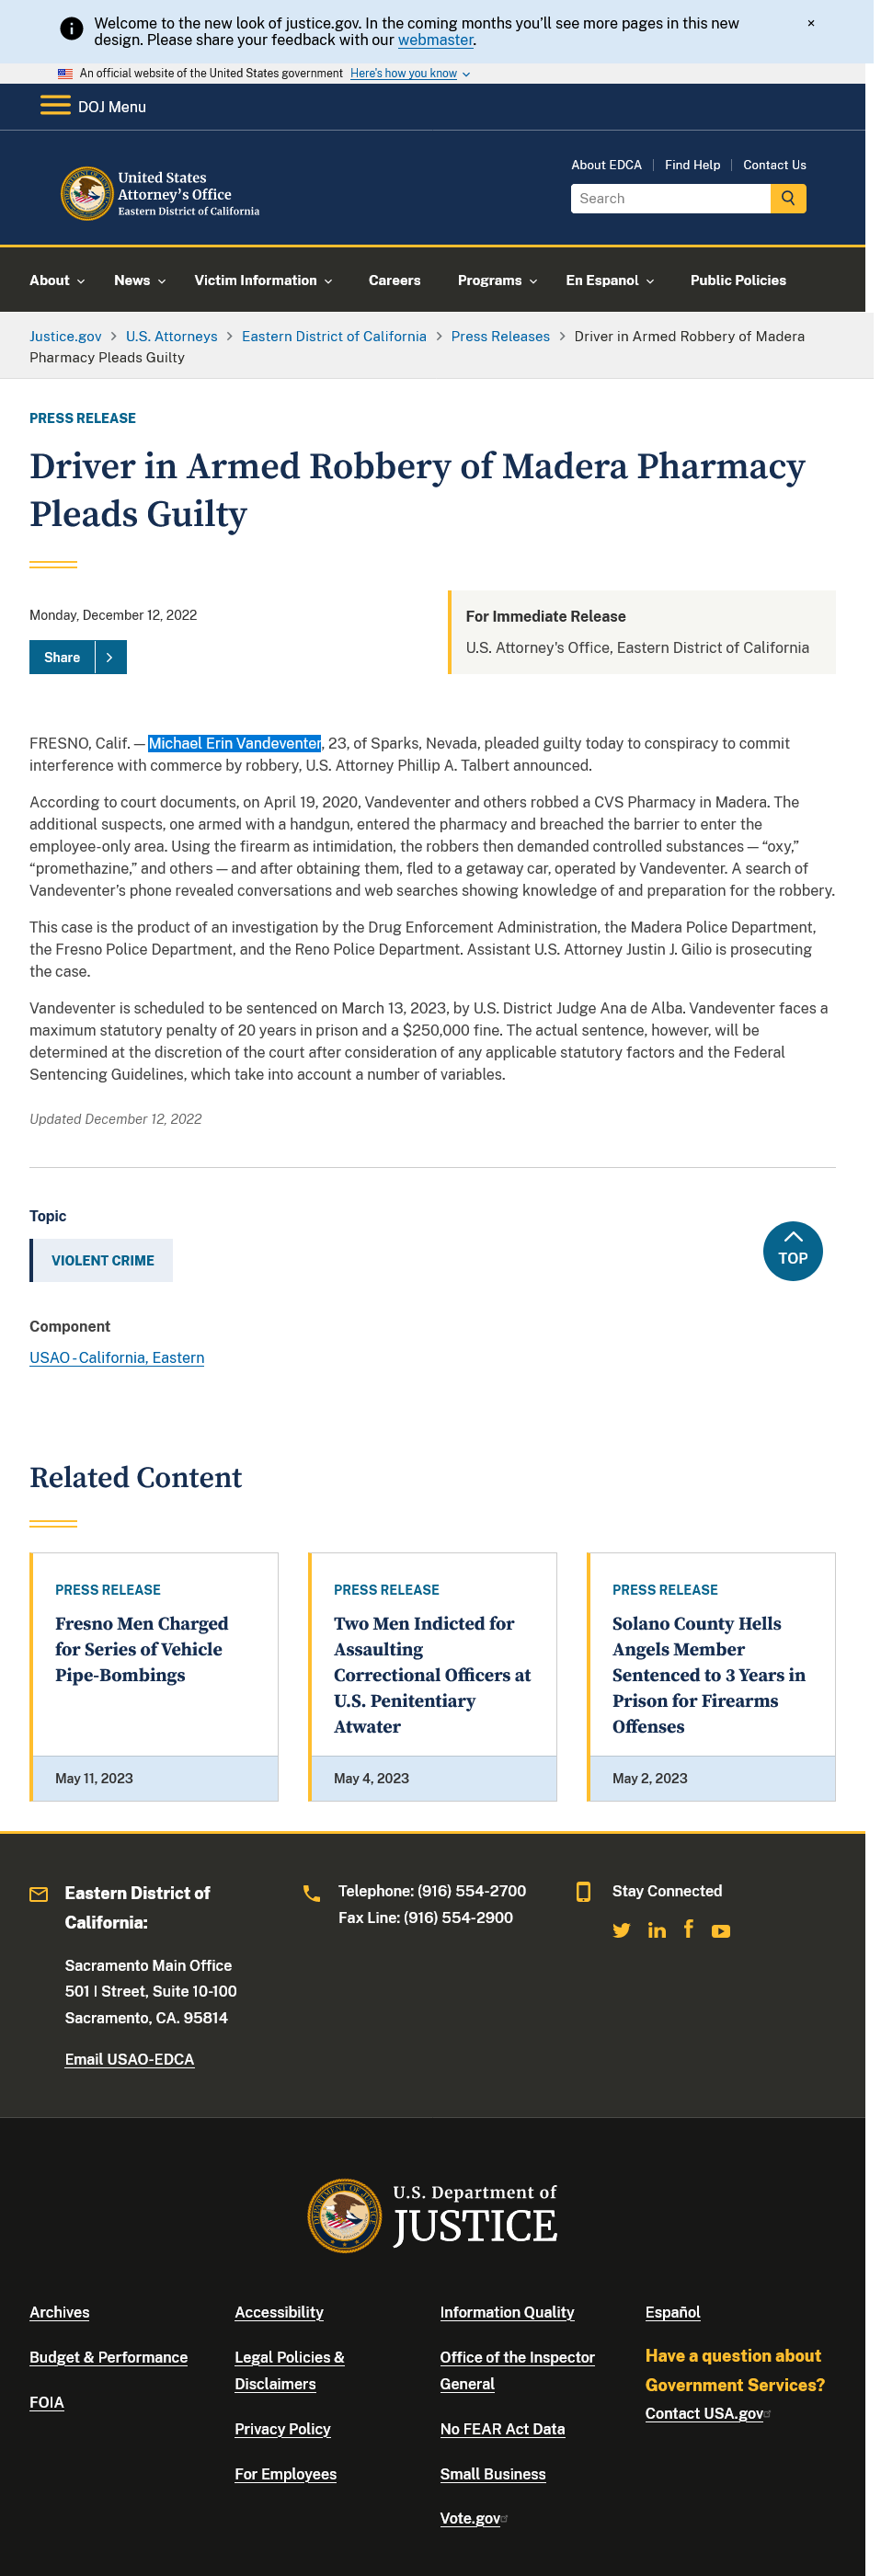 Welcome to the new look of justice.gov. In the coming months you’ll see more pages in this new
design. Please share your feedback with our webmaster.
×
An official website of the United States government Here's how you know
DOJ Menu
About EDCA | Find Help | Contact Us
United States
Attorney's Office
Eastern District of California
Search
About News Victim Information Careers Programs En Espanol Public Policies
Justice.gov > U.S. Attorneys > Eastern District of California > Press Releases > Driver in Armed Robbery of Madera
Pharmacy Pleads Guilty
PRESS RELEASE
Driver in Armed Robbery of Madera Pharmacy
Pleads Guilty
Monday, December 12, 2022
Share
For Immediate Release
U.S. Attorney's Office, Eastern District of California
FRESNO, Calif. — Michael Erin Vandeventer, 23, of Sparks, Nevada, pleaded guilty today to conspiracy to commit
interference with commerce by robbery, U.S. Attorney Phillip A. Talbert announced.
According to court documents, on April 19, 2020, Vandeventer and others robbed a CVS Pharmacy in Madera. The
additional suspects, one armed with a handgun, entered the pharmacy and breached the barrier to enter the
employee-only area. Using the firearm as intimidation, the robbers then demanded controlled substances — “oxy,”
“promethazine,” and others — and after obtaining them, fled to a getaway car, operated by Vandeventer. A search of
Vandeventer’s phone revealed conversations and web searches showing knowledge of and preparation for the robbery.
This case is the product of an investigation by the Drug Enforcement Administration, the Madera Police Department,
the Fresno Police Department, and the Reno Police Department. Assistant U.S. Attorney Justin J. Gilio is prosecuting
the case.
Vandeventer is scheduled to be sentenced on March 13, 2023, by U.S. District Judge Ana de Alba. Vandeventer faces a
maximum statutory penalty of 20 years in prison and a $250,000 fine. The actual sentence, however, will be
determined at the discretion of the court after consideration of any applicable statutory factors and the Federal
Sentencing Guidelines, which take into account a number of variables.
Updated December 12, 2022
Topic
VIOLENT CRIME
TOP
Component
USAO - California, Eastern
Related Content
PRESS RELEASE
Fresno Men Charged
for Series of Vehicle
Pipe-Bombings
May 11, 2023
PRESS RELEASE
Two Men Indicted for
Assaulting
Correctional Officers at
U.S. Penitentiary
Atwater
May 4, 2023
PRESS RELEASE
Solano County Hells
Angels Member
Sentenced to 3 Years in
Prison for Firearms
Offenses
May 2, 2023
Eastern District of
California:
Sacramento Main Office
501 I Street, Suite 10-100
Sacramento, CA. 95814
Email USAO-EDCA
Telephone: (916) 554-2700
Fax Line: (916) 554-2900
Stay Connected
U.S. Department of
JUSTICE
Archives
Budget & Performance
FOIA
Accessibility
Legal Policies &
Disclaimers
Privacy Policy
For Employees
Information Quality
Office of the Inspector
General
No FEAR Act Data
Small Business
Vote.gov
Español
Have a question about
Government Services?
Contact USA.gov